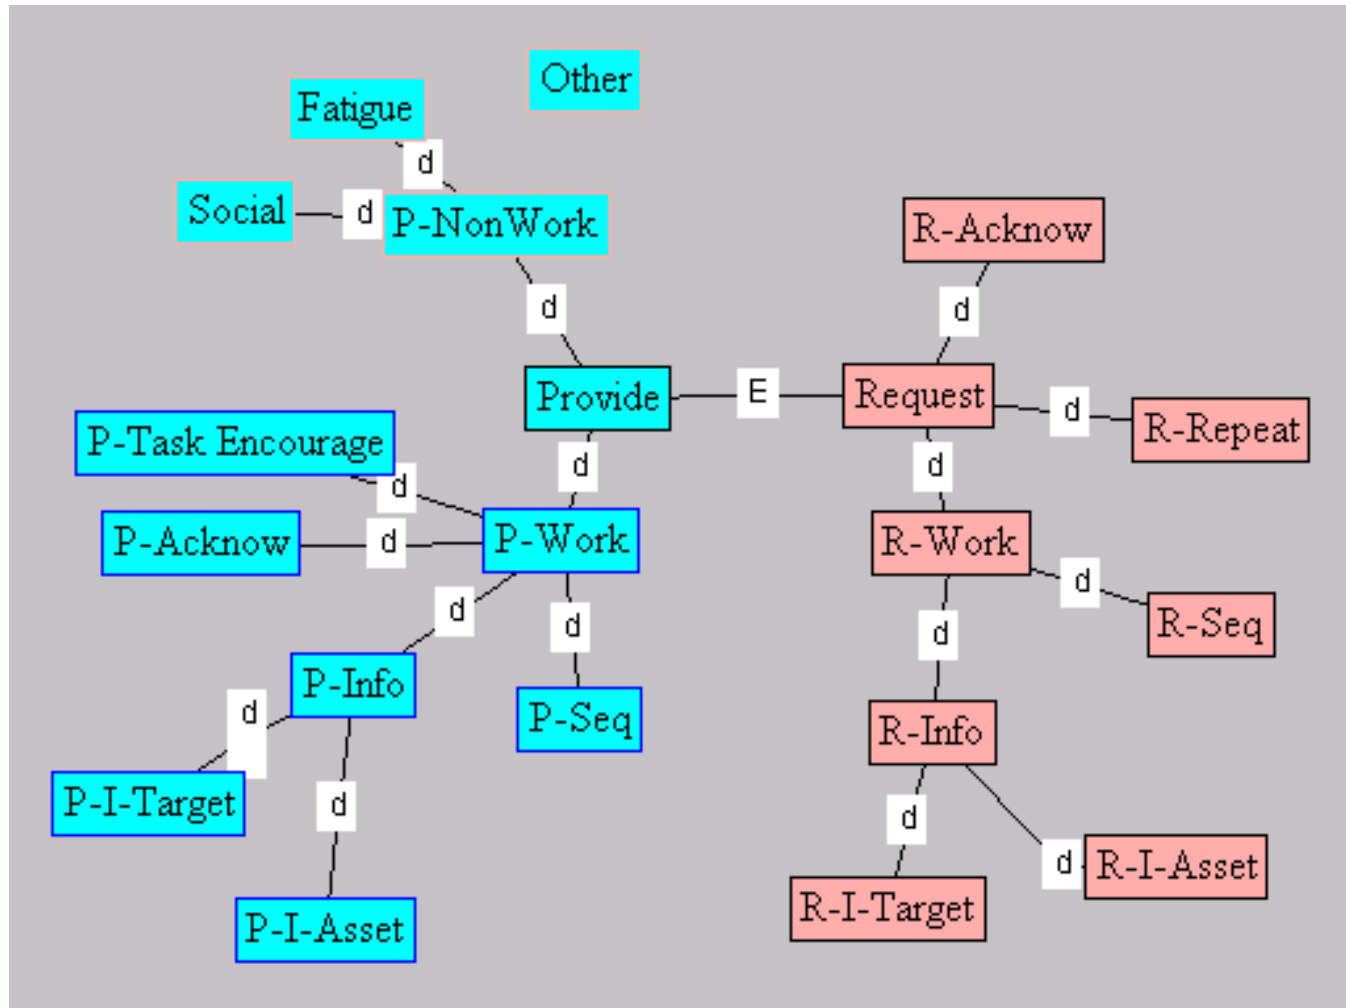 Other
Fatigue
d
Social
d
P-NonWork
R-Acknow
d
d
Provide
E
Request
d
R-Repeat
P-Task Encourage
d
d
d
P-Acknow
d
P-Work
R-Work
d
R-Seq
d
d
d
P-Info
P-Seq
R-Info
d
P-I-Target
d
d
d
R-I-Asset
R-I-Target
P-I-Asset